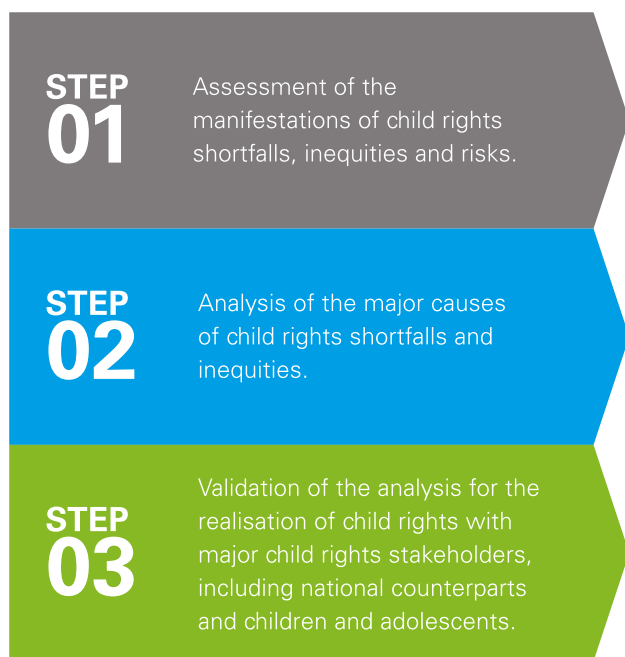 STEP
01
Assessment of the
manifestations of child rights
shortfalls, inequities and risks.
STEP
02
Analysis of the major causes
of child rights shortfalls and
inequities.
STEP
03
Validation of the analysis for the
realisation of child rights with
major child rights stakeholders,
including national counterparts
and children and adolescents.